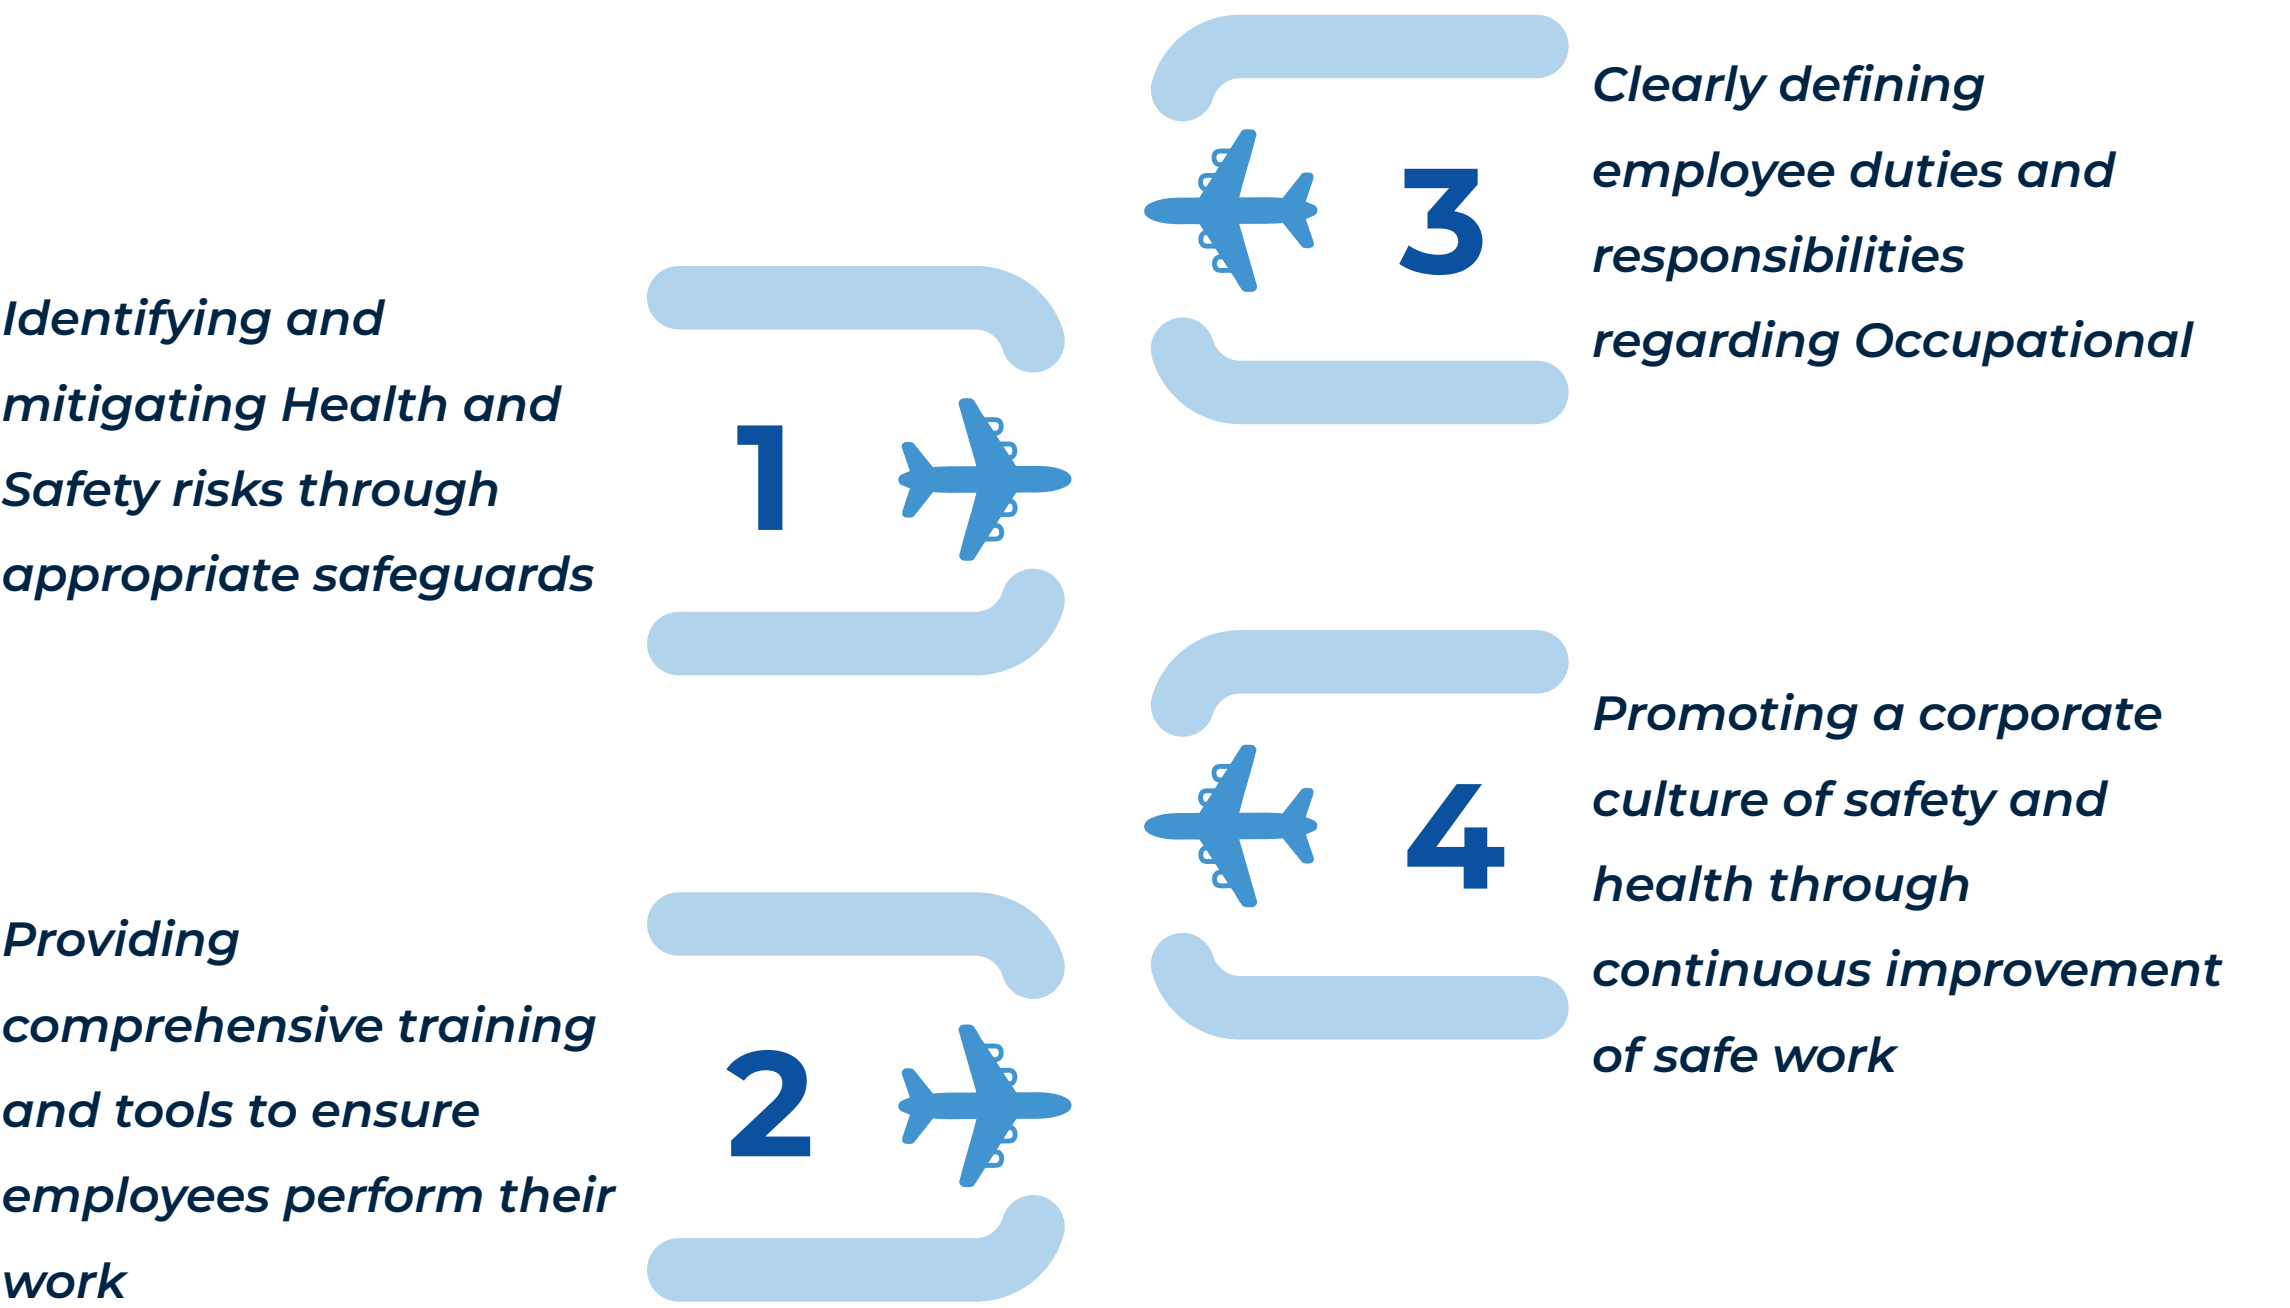 1
Identifying and
mitigating Health and
Safety risks through
appropriate safeguards
2
Providing
comprehensive training
and tools to ensure
employees perform their
work
3
Clearly defining
employee duties and
responsibilities
regarding Occupational
4
Promoting a corporate
culture of safety and
health through
continuous improvement
of safe work